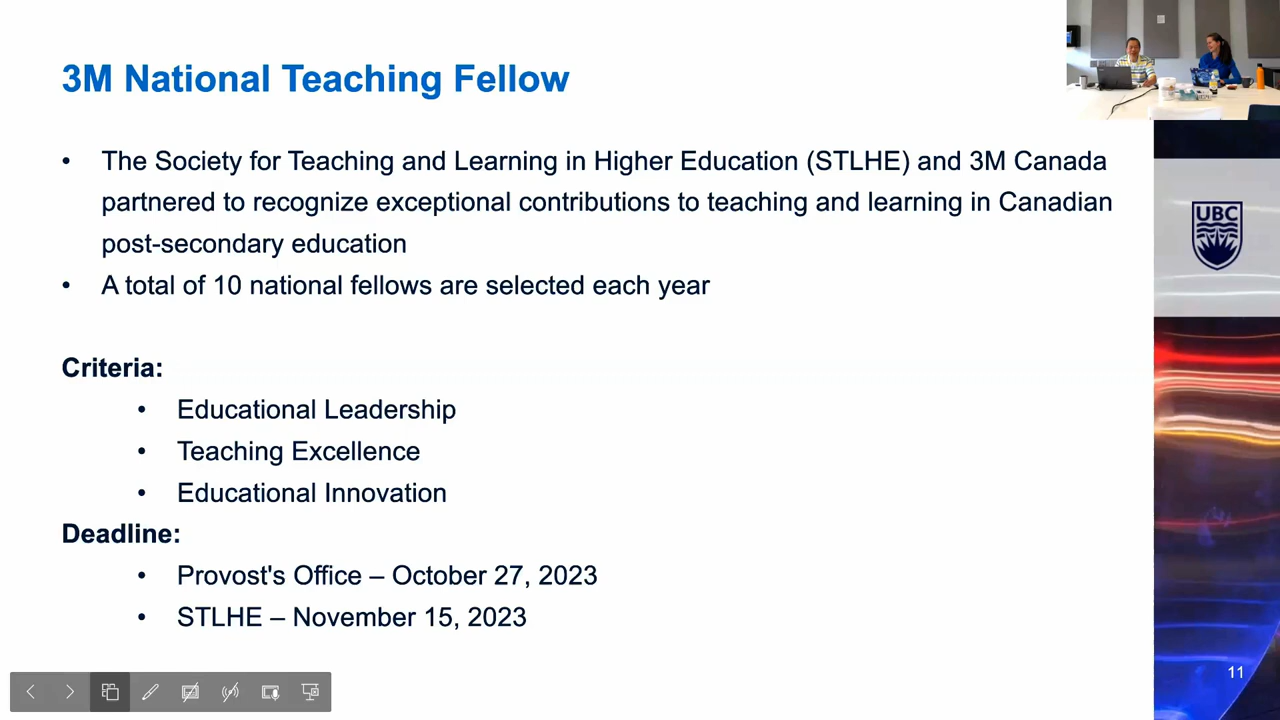 3M National Teaching Fellow
• The Society for Teaching and Learning in Higher Education (STLHE) and 3M Canada
partnered to recognize exceptional contributions to teaching and learning in Canadian
post-secondary education
• A total of 10 national fellows are selected each year
UBC
Criteria:
• Educational Leadership
• Teaching Excellence
• Educational Innovation
Deadline:
• Provost's Office – October 27, 2023
• STLHE – November 15, 2023
11